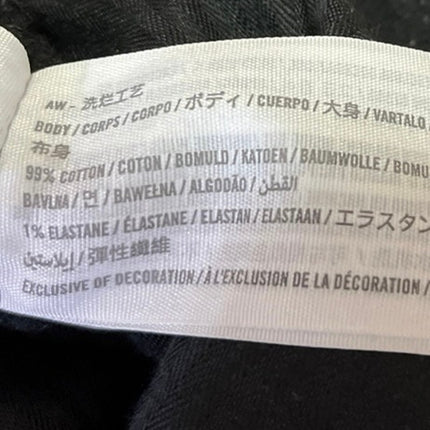 AW - 洗烂工艺
BODY / CORPS / CORPO / ボディ / CUERPO / 大身 / VARTALO
布身
99% COTTON / COTON / BOMULD / KATOEN / BAUMWOLLE / BOMU
BAVLNA / 면 / BAWEŁNA / ALGODÃO / القطن
1% ELASTANE / ÉLASTANE / ELASTAN / ELASTAAN / エラスタン
إيلاستين / 彈性纖維
EXCLUSIVE OF DECORATION / À L'EXCLUSION DE LA DÉCORATION /